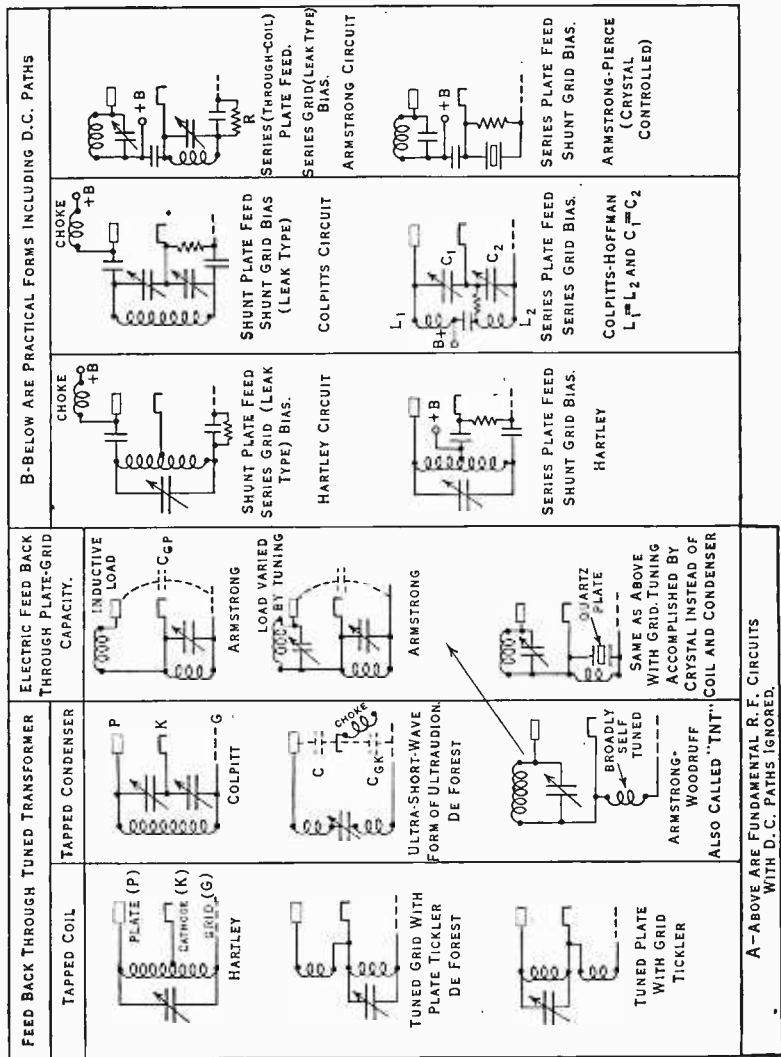 FEED BACK THROUGH TUNED TRANSFORMER
TAPPED COIL
PLATE (P)
CATHODE (K)
GRID (G)
HARTLEY
TUNED GRID WITH
PLATE TICKLER
DE FOREST
TUNED PLATE
WITH GRID
TICKLER
TAPPED CONDENSER
P
K
G
COLPITT
C
CHOKE
CGK
ULTRA-SHORT-WAVE
FORM OF ULTRAUDION.
DE FOREST
BROADLY
SELF
TUNED
ARMSTRONG-
WOODRUFF
ALSO CALLED "TNT"
ELECTRIC FEED BACK
THROUGH PLATE-GRID
CAPACITY.
INDUCTIVE
LOAD
CGP
ARMSTRONG
LOAD VARIED
BY TUNING
ARMSTRONG
QUARTZ
PLATE
SAME AS ABOVE
WITH GRID TUNING
ACCOMPLISHED BY
CRYSTAL INSTEAD OF
COIL AND CONDENSER
A-ABOVE ARE FUNDAMENTAL R.F. CIRCUITS
WITH D.C. PATHS IGNORED.
B-BELOW ARE PRACTICAL FORMS INCLUDING D.C. PATHS
CHOKE
+B
SHUNT PLATE FEED
SERIES GRID (LEAK
TYPE) BIAS.
HARTLEY CIRCUIT
+B
SERIES PLATE FEED
SHUNT GRID BIAS.
HARTLEY
CHOKE
+B
SHUNT PLATE FEED
SHUNT GRID BIAS
(LEAK TYPE)
COLPITTS CIRCUIT
L1
C1
B+
C2
L2
SERIES PLATE FEED
SERIES GRID BIAS.
COLPITTS-HOFFMAN
L1=L2 AND C1=C2
+B
R
SERIES(THROUGH-COIL)
PLATE FEED.
SERIES GRID(LEAK TYPE)
BIAS.
ARMSTRONG CIRCUIT
+B
SERIES PLATE FEED
SHUNT GRID BIAS
ARMSTRONG-PIERCE
(CRYSTAL
CONTROLLED)